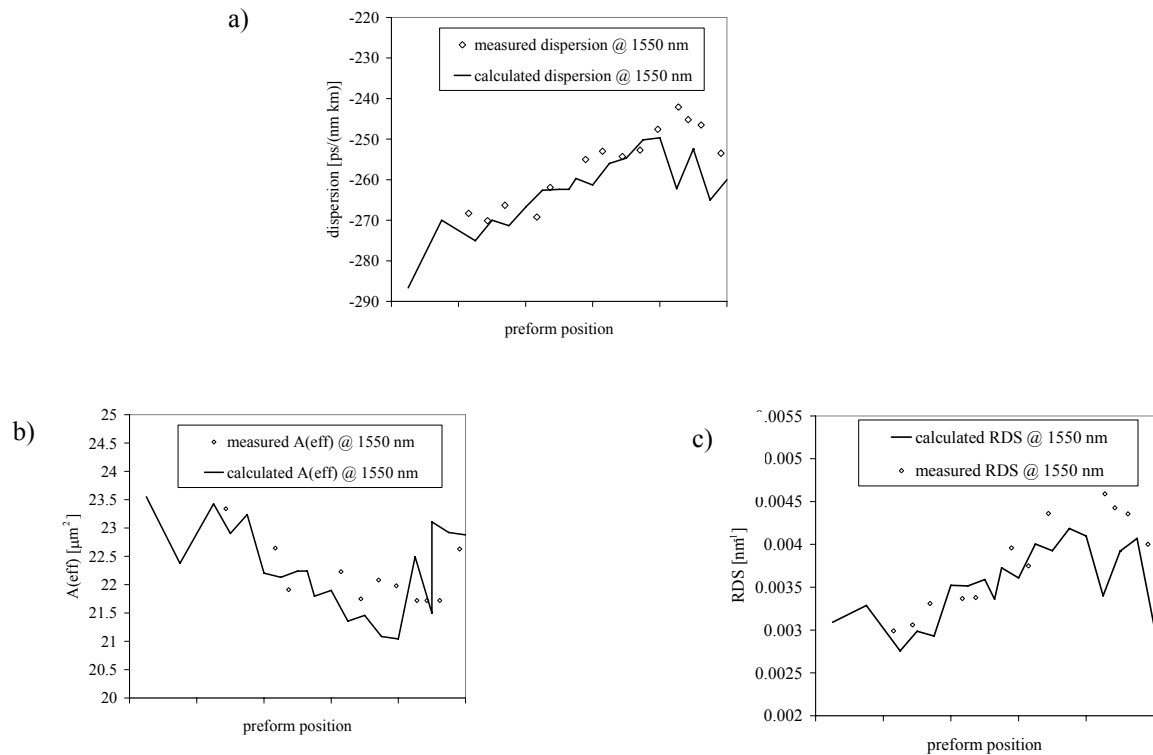 a)
-220
-230
-240
-250
-260
-270
-280
-290
dispersion [ps/(nm km)]
measured dispersion @ 1550 nm
calculated dispersion @ 1550 nm
preform position
b)
25
24.5
24
23.5
23
22.5
22
21.5
21
20.5
20
A(eff) [µm²]
measured A(eff) @ 1550 nm
calculated A(eff) @ 1550 nm
preform position
c)
0.0055
0.005
0.0045
0.004
0.0035
0.003
0.0025
0.002
RDS [nm⁻¹]
calculated RDS @ 1550 nm
measured RDS @ 1550 nm
preform position